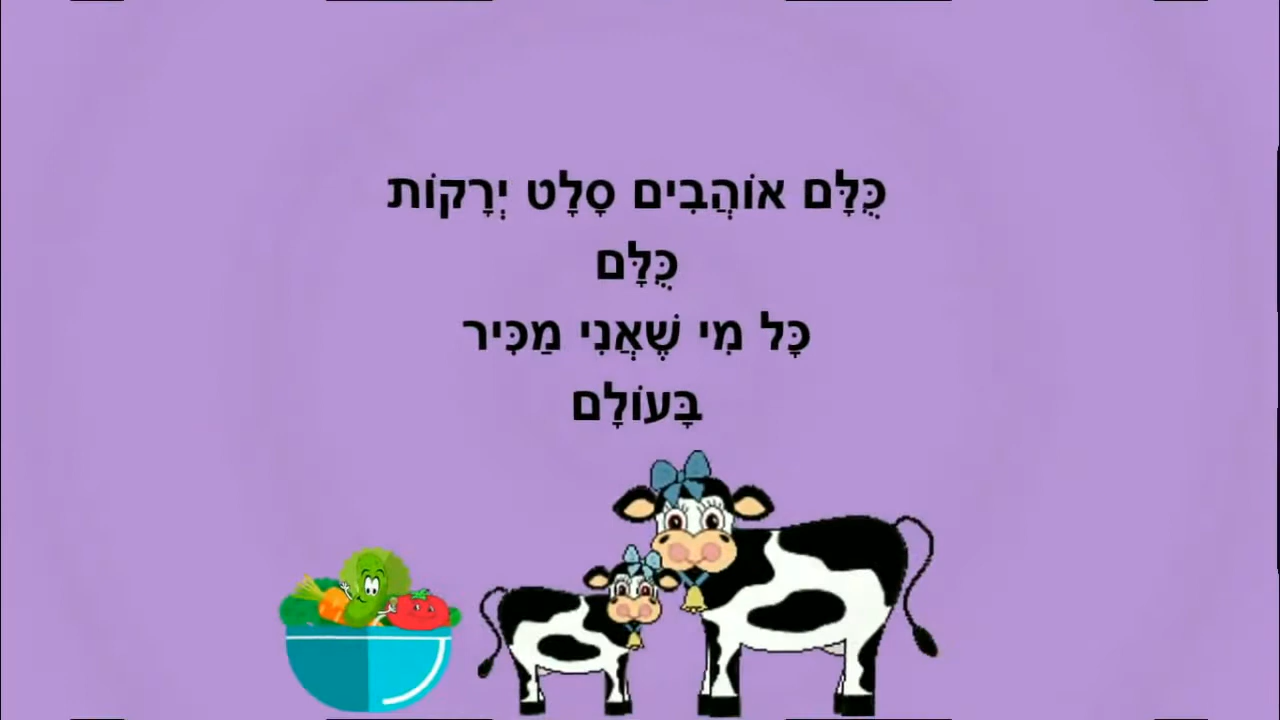 כֻּלָּם אוֹהֲבִים סָלָט יְרָקוֹת
כֻּלָּם
כָּל מִי שֶׁאֲנִי מַכִּיר
בָּעוֹלָם